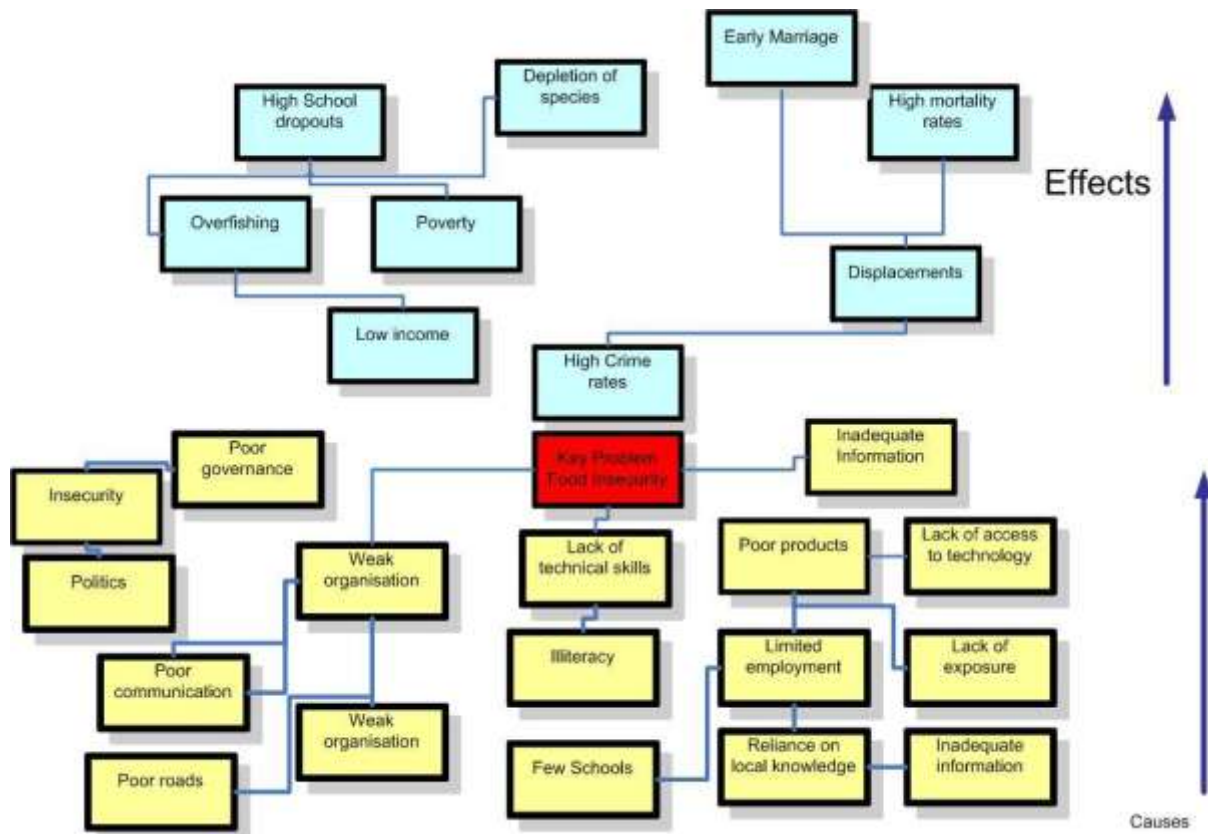 Early Marriage
Depletion of
species
High School
dropouts
High mortality
rates
Effects
Overfishing
Poverty
Displacements
Low income
High Crime
rates
Poor
governance
Key Problem
Food Insecurity
Inadequate
Information
Insecurity
Weak
organisation
Lack of
technical skills
Poor products
Lack of access
to technology
Politics
Poor
communication
Illiteracy
Limited
employment
Lack of
exposure
Weak
organisation
Poor roads
Few Schools
Reliance on
local knowledge
Inadequate
information
Causes